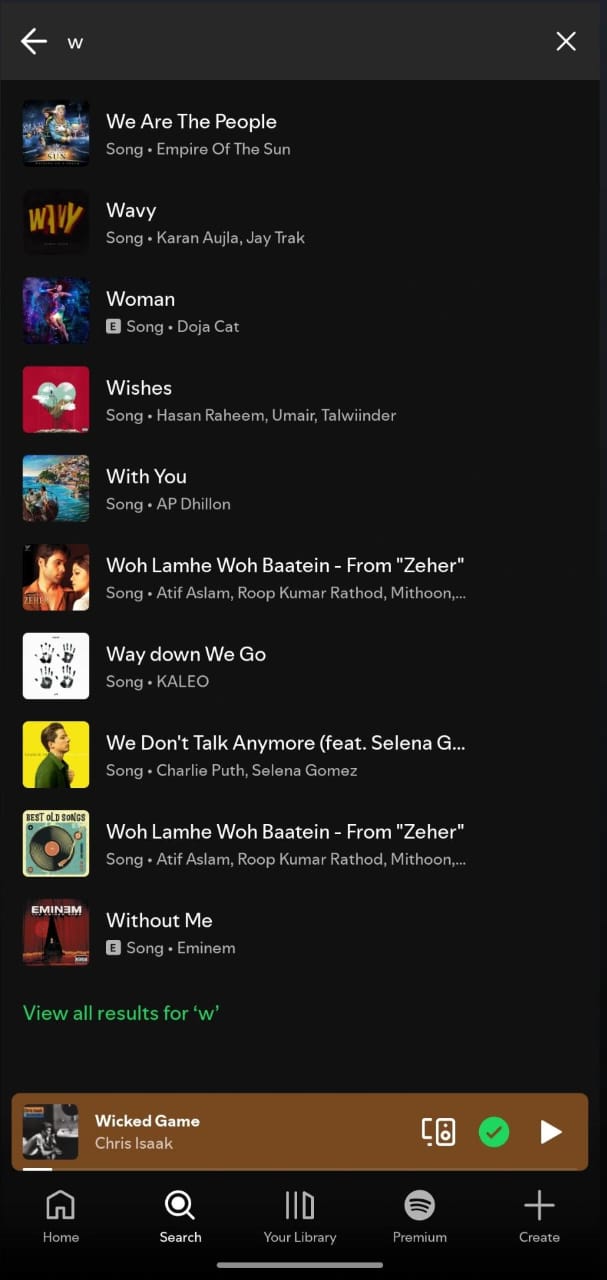 w
We Are The People
Song • Empire Of The Sun
SUN
Wavy
Song • Karan Aujla, Jay Trak
WAVY
Woman
E Song • Doja Cat
Wishes
Song • Hasan Raheem, Umair, Talwiinder
With You
Song • AP Dhillon
Woh Lamhe Woh Baatein - From "Zeher"
Song • Atif Aslam, Roop Kumar Rathod, Mithoon,...
ZEHER
Way down We Go
Song • KALEO
We Don't Talk Anymore (feat. Selena G...
Song • Charlie Puth, Selena Gomez
BEST OLD SONGS
Woh Lamhe Woh Baatein - From "Zeher"
Song • Atif Aslam, Roop Kumar Rathod, Mithoon,...
EMINEM
Without Me
E Song • Eminem
View all results for ‘w’
Chris Isaak
Wicked Game
Chris Isaak
Home
Search
Your Library
Premium
Create